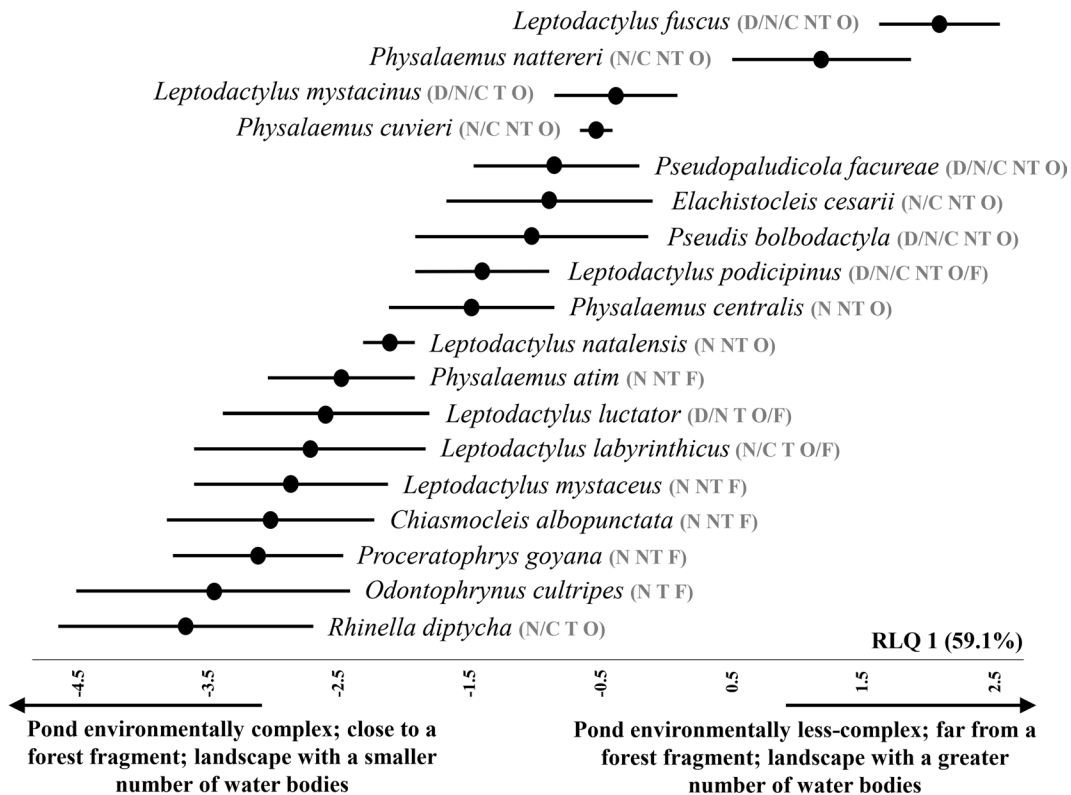 Leptodactylus fuscus (D/N/C NT O)
Physalaemus nattereri (N/C NT O)
Leptodactylus mystacinus (D/N/C T O)
Physalaemus cuvieri (N/C NT O)
Pseudopaludicola facureae (D/N/C NT O)
Elachistocleis cesarii (N/C NT O)
Pseudis bolbodactyla (D/N/C NT O)
Leptodactylus podicipinus (D/N/C NT O/F)
Physalaemus centralis (N NT O)
Leptodactylus natalensis (N NT O)
Physalaemus atim (N NT F)
Leptodactylus luctator (D/N T O/F)
Leptodactylus labyrinthicus (N/C T O/F)
Leptodactylus mystaceus (N NT F)
Chiasmocleis albopunctata (N NT F)
Proceratophrys goyana (N NT F)
Odontophrynus cultripes (N T F)
Rhinella diptycha (N/C T O)
RLQ 1 (59.1%)
-4.5 -3.5 -2.5 -1.5 -0.5 0.5 1.5 2.5
Pond environmentally complex; close to a
forest fragment; landscape with a smaller
number of water bodies
Pond environmentally less-complex; far from a
forest fragment; landscape with a greater
number of water bodies